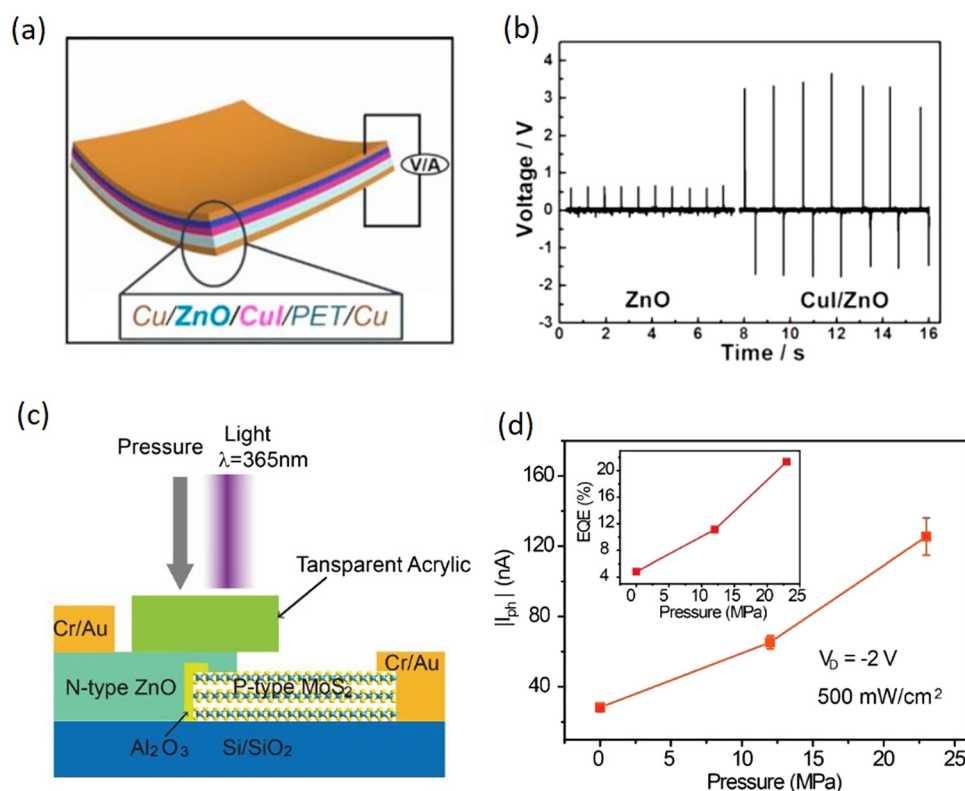 (a)
V/A
Cu/ZnO/CuI/PET/Cu
(b)
Voltage / V
4
3
2
1
0
-1
-2
-3
ZnO
CuI/ZnO
0 2 4 6 8 10 12 14 16
Time / s
(c)
Pressure
Light
λ=365nm
Tansparent Acrylic
Cr/Au
Cr/Au
N-type ZnO
P-type MoS₂
Al₂O₃
Si/SiO₂
(d)
||Iph| (nA)
160
120
80
40
EQE (%)
20
16
12
8
4
0 5 10 15 20 25
Pressure (MPa)
VD = -2 V
500 mW/cm²
0 5 10 15 20 25
Pressure (MPa)